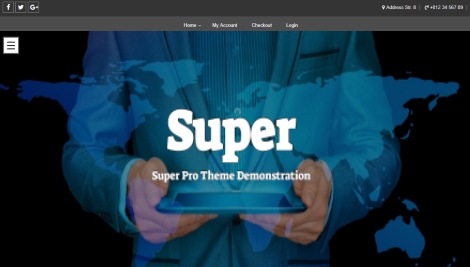 Address Str. 8 +012 34 567 89
Home My Account Checkout Login
Super
Super Pro Theme Demonstration